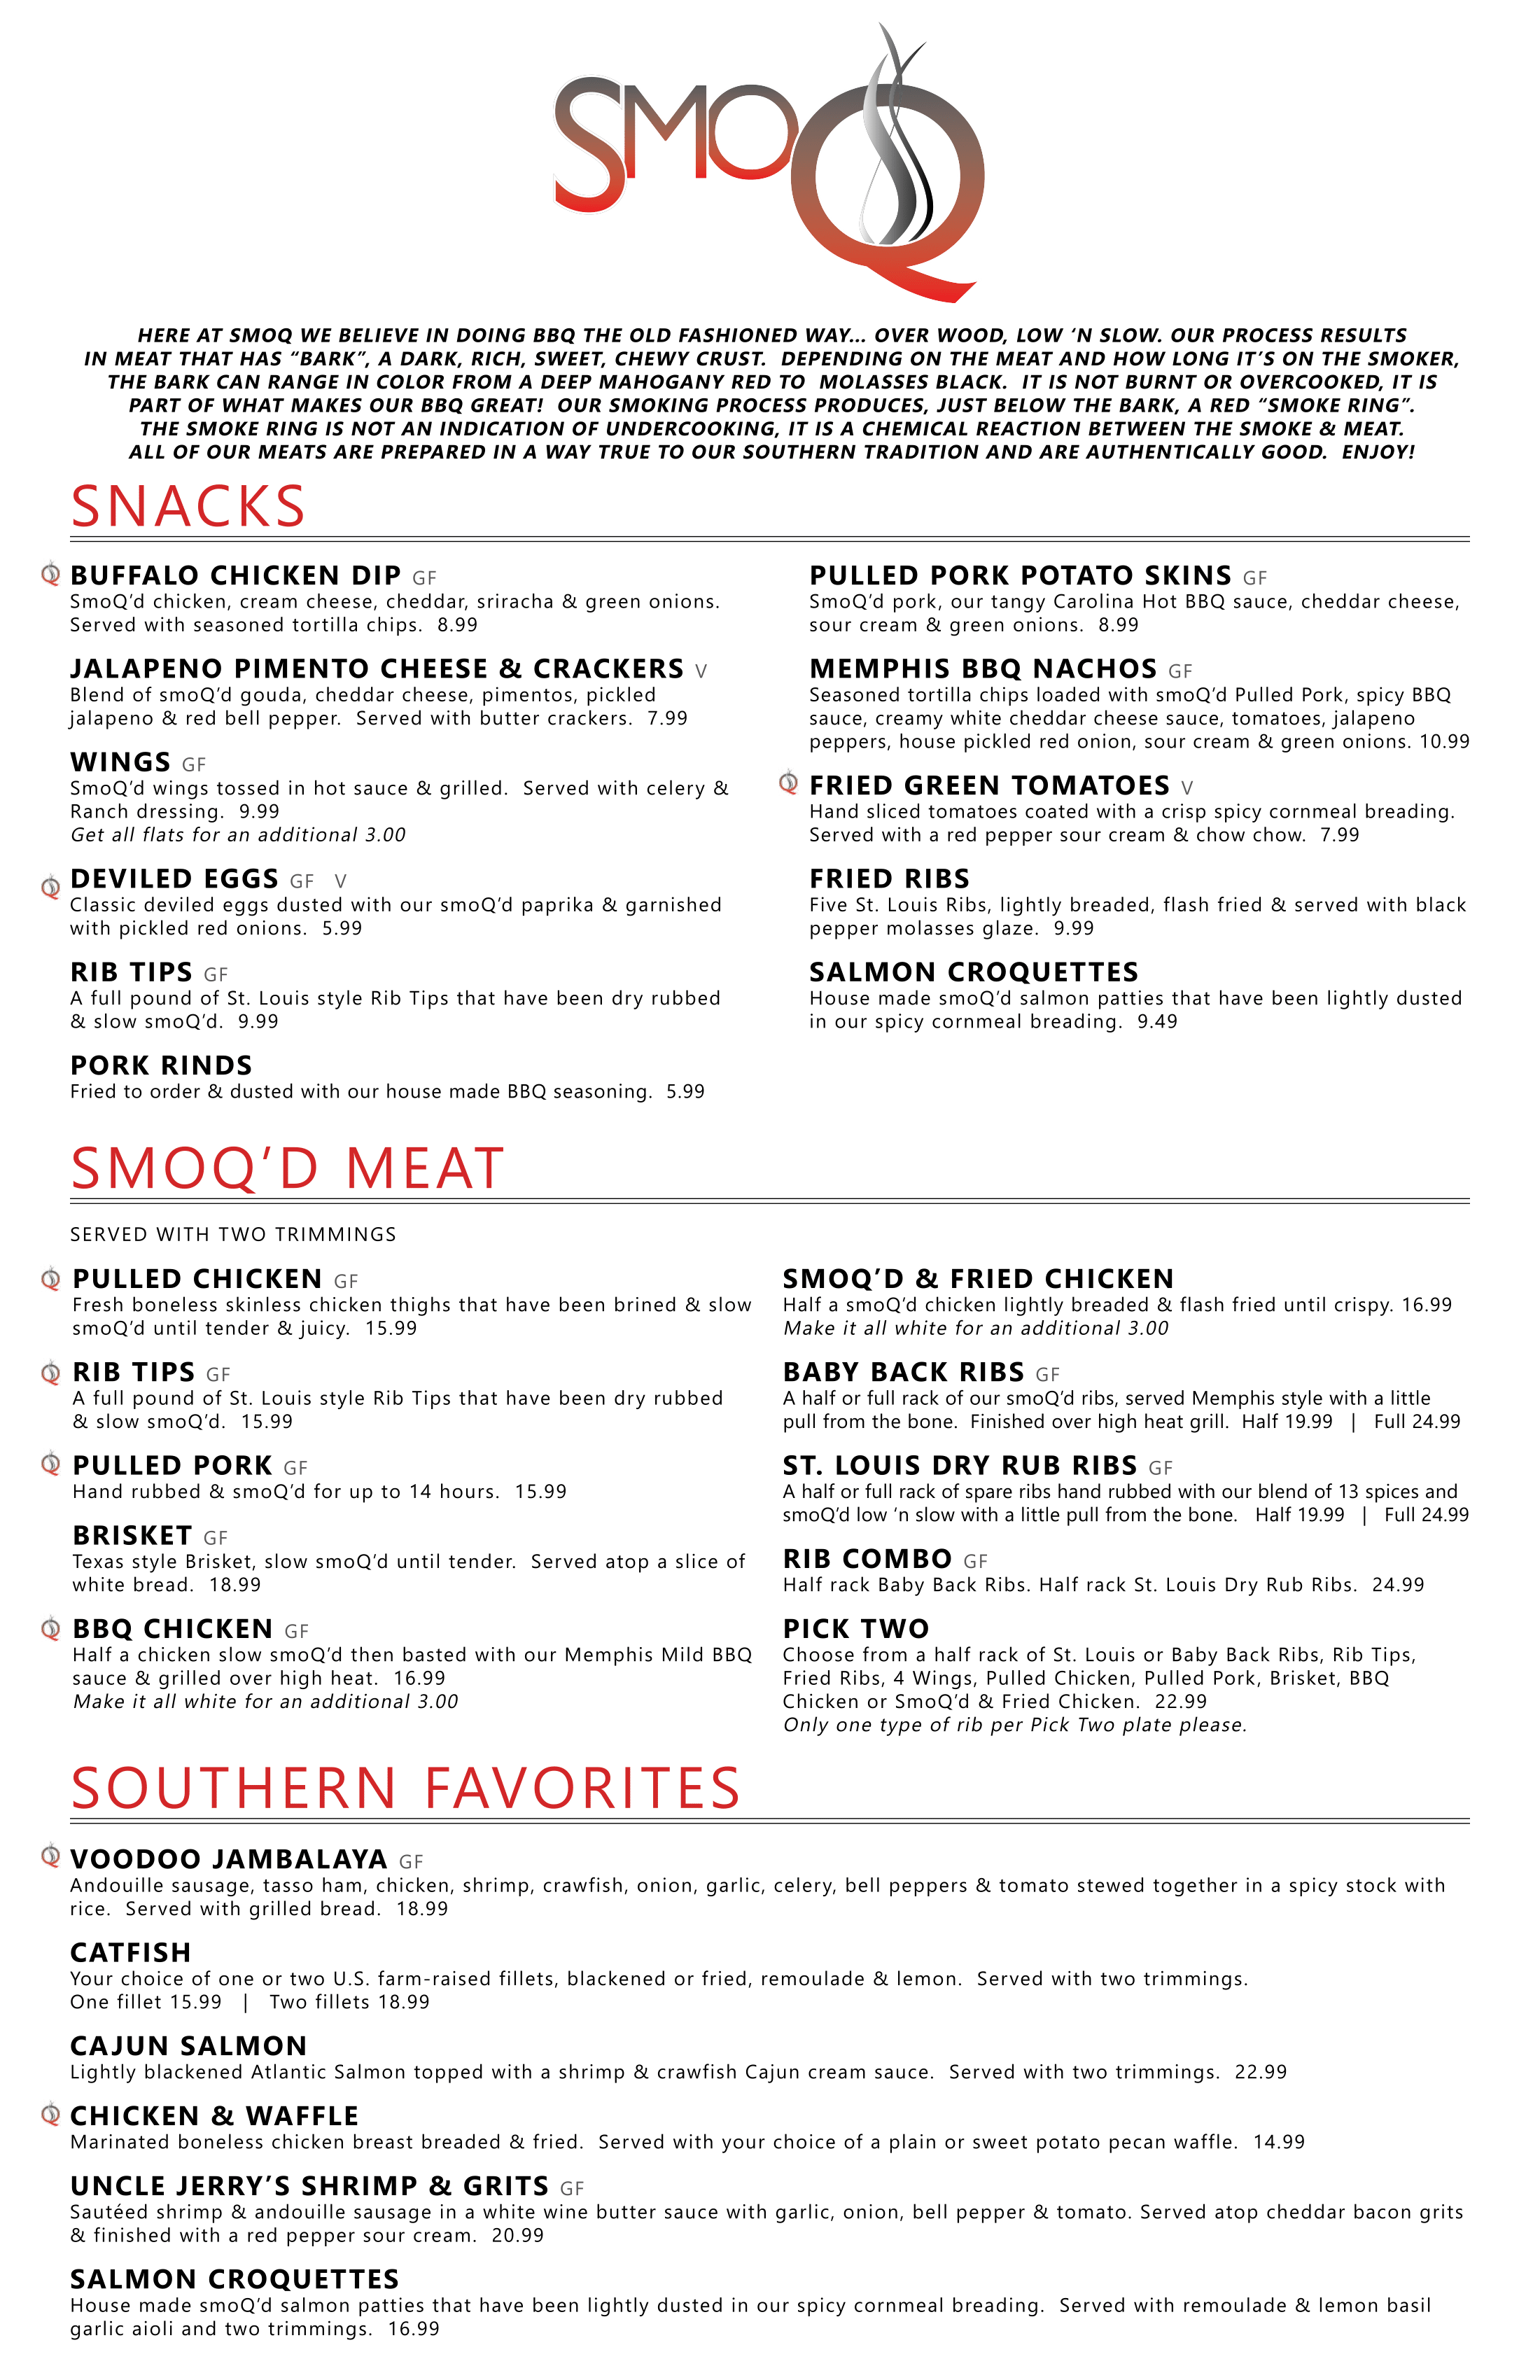 SMOQ
HERE AT SMOQ WE BELIEVE IN DOING BBQ THE OLD FASHIONED WAY... OVER WOOD, LOW ‘N SLOW. OUR PROCESS RESULTS
IN MEAT THAT HAS “BARK”, A DARK, RICH, SWEET, CHEWY CRUST. DEPENDING ON THE MEAT AND HOW LONG IT’S ON THE SMOKER,
THE BARK CAN RANGE IN COLOR FROM A DEEP MAHOGANY RED TO MOLASSES BLACK. IT IS NOT BURNT OR OVERCOOKED, IT IS
PART OF WHAT MAKES OUR BBQ GREAT! OUR SMOKING PROCESS PRODUCES, JUST BELOW THE BARK, A RED “SMOKE RING”.
THE SMOKE RING IS NOT AN INDICATION OF UNDERCOOKING, IT IS A CHEMICAL REACTION BETWEEN THE SMOKE & MEAT.
ALL OF OUR MEATS ARE PREPARED IN A WAY TRUE TO OUR SOUTHERN TRADITION AND ARE AUTHENTICALLY GOOD. ENJOY!
SNACKS
BUFFALO CHICKEN DIP GF
SmoQ’d chicken, cream cheese, cheddar, sriracha & green onions.
Served with seasoned tortilla chips. 8.99
JALAPENO PIMENTO CHEESE & CRACKERS V
Blend of smoQ’d gouda, cheddar cheese, pimentos, pickled
jalapeno & red bell pepper. Served with butter crackers. 7.99
WINGS GF
SmoQ’d wings tossed in hot sauce & grilled. Served with celery &
Ranch dressing. 9.99
Get all flats for an additional 3.00
DEVILED EGGS GF V
Classic deviled eggs dusted with our smoQ’d paprika & garnished
with pickled red onions. 5.99
RIB TIPS GF
A full pound of St. Louis style Rib Tips that have been dry rubbed
& slow smoQ’d. 9.99
PORK RINDS
Fried to order & dusted with our house made BBQ seasoning. 5.99
PULLED PORK POTATO SKINS GF
SmoQ’d pork, our tangy Carolina Hot BBQ sauce, cheddar cheese,
sour cream & green onions. 8.99
MEMPHIS BBQ NACHOS GF
Seasoned tortilla chips loaded with smoQ’d Pulled Pork, spicy BBQ
sauce, creamy white cheddar cheese sauce, tomatoes, jalapeno
peppers, house pickled red onion, sour cream & green onions. 10.99
FRIED GREEN TOMATOES V
Hand sliced tomatoes coated with a crisp spicy cornmeal breading.
Served with a red pepper sour cream & chow chow. 7.99
FRIED RIBS
Five St. Louis Ribs, lightly breaded, flash fried & served with black
pepper molasses glaze. 9.99
SALMON CROQUETTES
House made smoQ’d salmon patties that have been lightly dusted
in our spicy cornmeal breading. 9.49
SMOQ’D MEAT
SERVED WITH TWO TRIMMINGS
PULLED CHICKEN GF
Fresh boneless skinless chicken thighs that have been brined & slow
smoQ’d until tender & juicy. 15.99
RIB TIPS GF
A full pound of St. Louis style Rib Tips that have been dry rubbed
& slow smoQ’d. 15.99
PULLED PORK GF
Hand rubbed & smoQ’d for up to 14 hours. 15.99
BRISKET GF
Texas style Brisket, slow smoQ’d until tender. Served atop a slice of
white bread. 18.99
BBQ CHICKEN GF
Half a chicken slow smoQ’d then basted with our Memphis Mild BBQ
sauce & grilled over high heat. 16.99
Make it all white for an additional 3.00
SMOQ’D & FRIED CHICKEN
Half a smoQ’d chicken lightly breaded & flash fried until crispy. 16.99
Make it all white for an additional 3.00
BABY BACK RIBS GF
A half or full rack of our smoQ’d ribs, served Memphis style with a little
pull from the bone. Finished over high heat grill. Half 19.99 | Full 24.99
ST. LOUIS DRY RUB RIBS GF
A half or full rack of spare ribs hand rubbed with our blend of 13 spices and
smoQ’d low ‘n slow with a little pull from the bone. Half 19.99 | Full 24.99
RIB COMBO GF
Half rack Baby Back Ribs. Half rack St. Louis Dry Rub Ribs. 24.99
PICK TWO
Choose from a half rack of St. Louis or Baby Back Ribs, Rib Tips,
Fried Ribs, 4 Wings, Pulled Chicken, Pulled Pork, Brisket, BBQ
Chicken or SmoQ’d & Fried Chicken. 22.99
Only one type of rib per Pick Two plate please.
SOUTHERN FAVORITES
VOODOO JAMBALAYA GF
Andouille sausage, tasso ham, chicken, shrimp, crawfish, onion, garlic, celery, bell peppers & tomato stewed together in a spicy stock with
rice. Served with grilled bread. 18.99
CATFISH
Your choice of one or two U.S. farm-raised fillets, blackened or fried, remoulade & lemon. Served with two trimmings.
One fillet 15.99 | Two fillets 18.99
CAJUN SALMON
Lightly blackened Atlantic Salmon topped with a shrimp & crawfish Cajun cream sauce. Served with two trimmings. 22.99
CHICKEN & WAFFLE
Marinated boneless chicken breast breaded & fried. Served with your choice of a plain or sweet potato pecan waffle. 14.99
UNCLE JERRY’S SHRIMP & GRITS GF
Sautéed shrimp & andouille sausage in a white wine butter sauce with garlic, onion, bell pepper & tomato. Served atop cheddar bacon grits
& finished with a red pepper sour cream. 20.99
SALMON CROQUETTES
House made smoQ’d salmon patties that have been lightly dusted in our spicy cornmeal breading. Served with remoulade & lemon basil
garlic aioli and two trimmings. 16.99